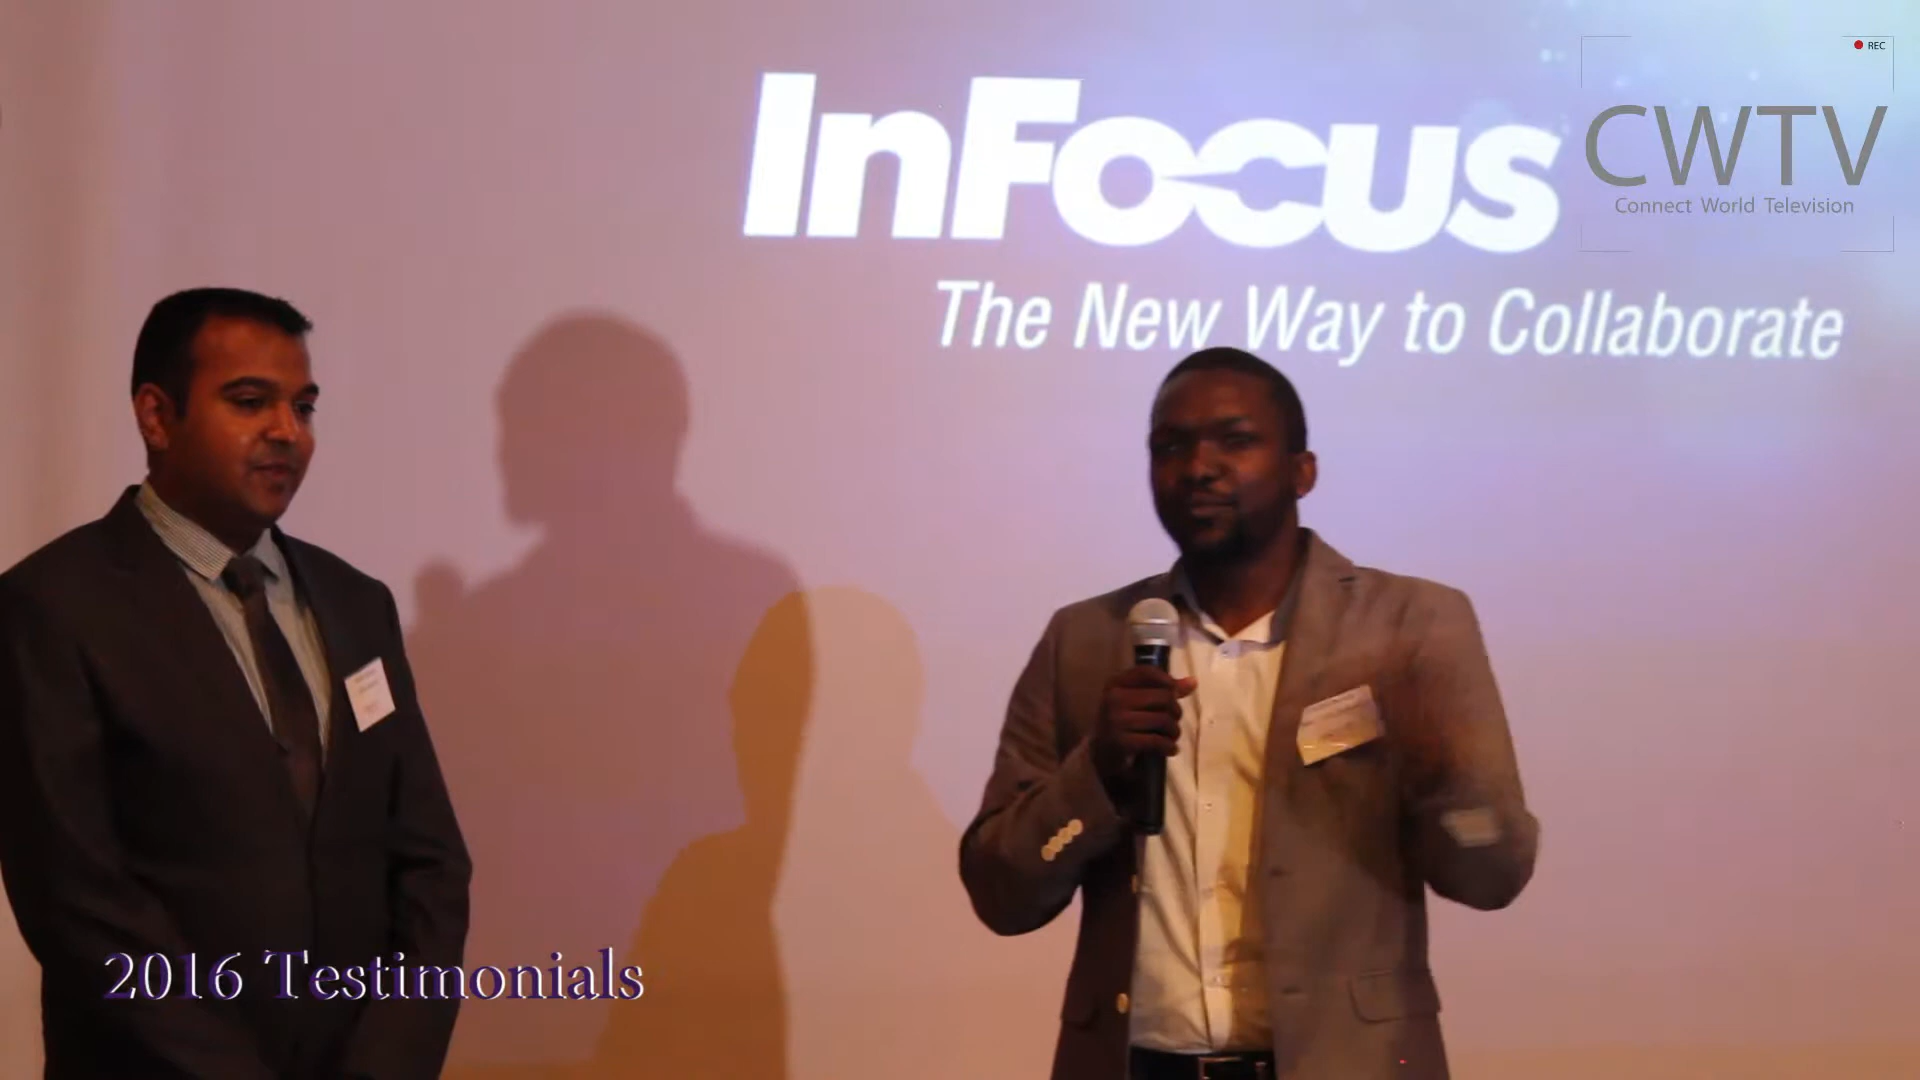 REC
InFocus
CWTV
Connect World Television
The New Way to Collaborate
2016 Testimonials